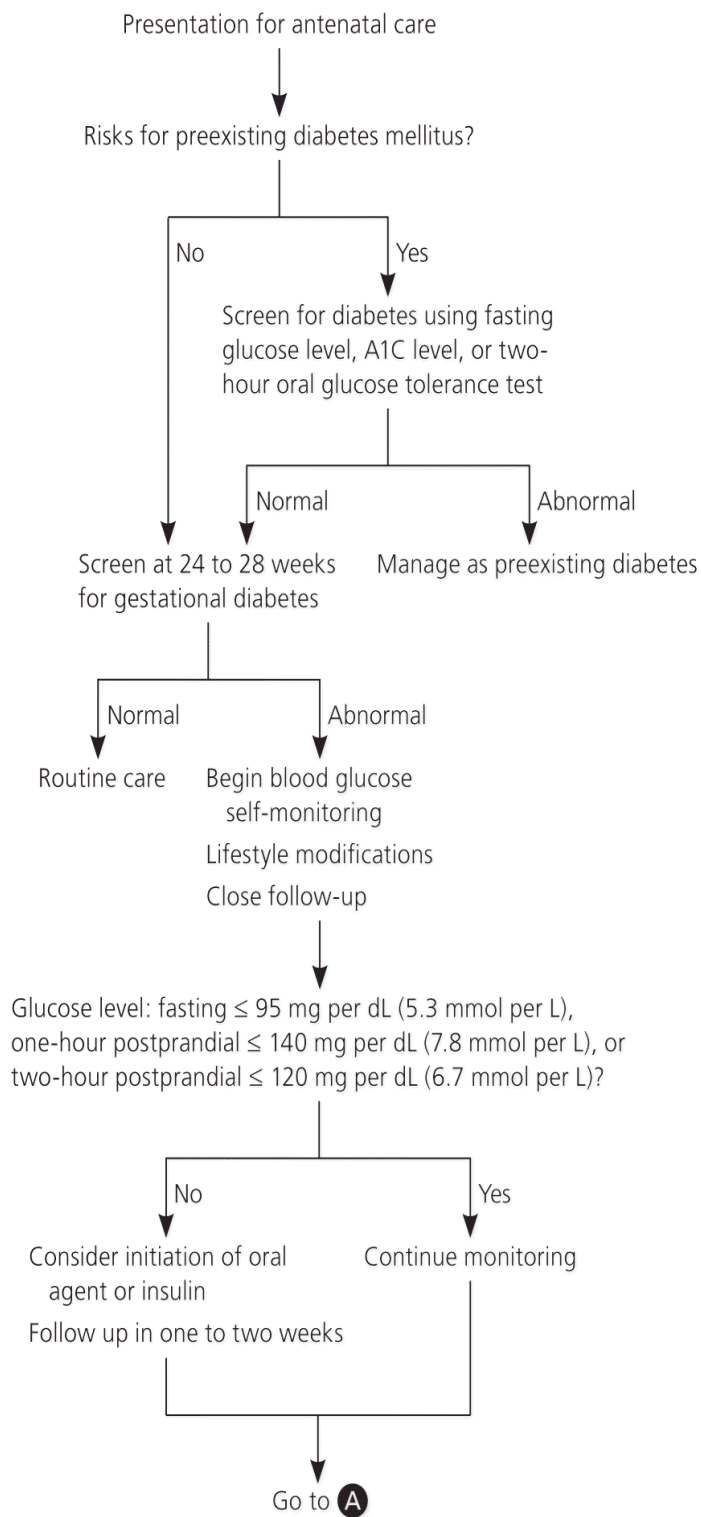 Presentation for antenatal care
Risks for preexisting diabetes mellitus?
No
Yes
Screen for diabetes using fasting
glucose level, A1C level, or two-
hour oral glucose tolerance test
Normal
Abnormal
Screen at 24 to 28 weeks
for gestational diabetes
Manage as preexisting diabetes
Normal
Abnormal
Routine care
Begin blood glucose
self-monitoring
Lifestyle modifications
Close follow-up
Glucose level: fasting ≤ 95 mg per dL (5.3 mmol per L),
one-hour postprandial ≤ 140 mg per dL (7.8 mmol per L), or
two-hour postprandial ≤ 120 mg per dL (6.7 mmol per L)?
No
Yes
Consider initiation of oral
agent or insulin
Follow up in one to two weeks
Continue monitoring
Go to A